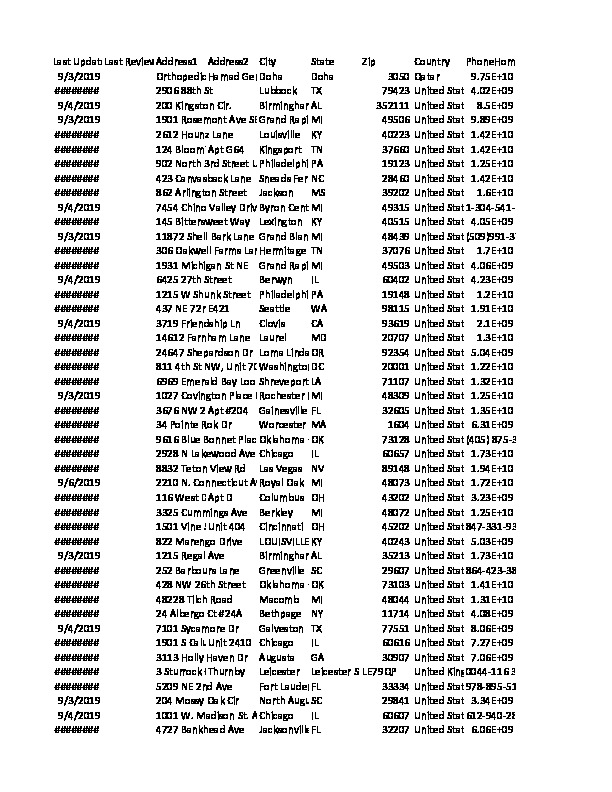 Last Updat Last Review Address1 Address2 City State Zip Country PhoneHom
9/3/2019 Orthopedic Hamad Ge Doha Doha 3050 Qatar 9.75E+10
######## 2906 88th St Lubbock TX 79423 United Stat 4.02E+09
9/4/2019 200 Kingston Cir. Birminghar AL 352111 United Stat 8.5E+09
9/3/2019 1901 Rosemont Ave SE Grand Rapi MI 49506 United Stat 9.89E+09
######## 2612 Hounz Lane Louisville KY 40223 United Stat 1.42E+10
######## 124 Bloom Apt G64 Kingsport TN 37660 United Stat 1.42E+10
######## 902 North 3rd Street U Philadelphi PA 19123 United Stat 1.25E+10
######## 423 Canvasback Lane Sneads Fer NC 28460 United Stat 1.42E+10
######## 862 Arlington Street Jackson MS 39202 United Stat 1.6E+10
9/4/2019 7454 Chino Valley Driv Byron Cent MI 49315 United Stat 1-304-541-
######## 145 Bittersweet Way Lexington KY 40515 United Stat 4.05E+09
9/3/2019 11872 Shell Bark Lane Grand Blan MI 48439 United Stat (509)991-3
######## 306 Oakwell Farms Lan Hermitage TN 37076 United Stat 1.7E+10
######## 1931 Michigan St NE Grand Rapi MI 49503 United Stat 4.06E+09
9/4/2019 6425 27th Street Berwyn IL 60402 United Stat 4.23E+09
######## 1215 W Shunk Street Philadelphi PA 19148 United Stat 1.2E+10
######## 437 NE 72r E421 Seattle WA 98115 United Stat 1.91E+10
9/4/2019 3719 Friendship Ln Clovis CA 93619 United Stat 2.1E+10
######## 14612 Farnham Lane Laurel MD 20707 United Stat 1.3E+10
######## 24647 Shepardson Dr Loma Linda OR 92354 United Stat 5.04E+09
######## 811 4th St NW, Unit 70 Washingtoi DC 20001 United Stat 1.22E+10
######## 6969 Emerald Bay Loo Shreveport LA 71107 United Stat 1.32E+10
9/3/2019 1027 Covington Place Rochester MI 48309 United Stat 1.25E+10
######## 3676 NW 2 Apt #204 Gainesville FL 32605 United Stat 1.35E+10
######## 34 Pointe Rok Dr Worcester MA 1604 United Stat 6.31E+09
######## 9616 Blue Bonnet Plac Oklahoma OK 73128 United Stat (405) 875-3
######## 2928 N Lakewood Ave Chicago IL 60657 United Stat 1.73E+10
######## 8832 Teton View Rd Las Vegas NV 89148 United Stat 1.94E+10
9/6/2019 2210 N. Connecticut A Royal Oak MI 48073 United Stat 1.72E+10
######## 116 West D Apt D Columbus OH 43202 United Stat 3.23E+09
######## 3325 Cummings Ave Berkley MI 48072 United Stat 1.25E+10
######## 1501 Vine Unit 404 Cincinnati OH 45202 United Stat 847-331-93
######## 822 Marengo Drive LOUISVILLE KY 40243 United Stat 5.03E+09
9/3/2019 1215 Regal Ave Birminghar AL 35213 United Stat 1.73E+10
######## 252 Barbours Lane Greenville SC 29607 United Stat 864-423-38
######## 428 NW 26th Street Oklahoma OK 73103 United Stat 1.41E+10
######## 48228 Tilch Road Macomb MI 48044 United Stat 1.31E+10
######## 24 Albergo Ct #24A Bethpage NY 11714 United Stat 4.08E+09
9/4/2019 7101 Sycamore Dr Galveston TX 77551 United Stat 8.06E+09
######## 1901 S Calu Unit 2410 Chicago IL 60616 United Stat 7.27E+09
######## 3113 Holly Haven Dr Augusta GA 30907 United Stat 7.06E+09
######## 3 Sturrock Thurnby Leicester Leicester S LE79QP United King 0044-116 3
######## 5209 NE 2nd Ave Fort Laudei FL 33334 United Stat 978-895-51
9/3/2019 204 Mossy Oak Cir North Augu SC 29841 United Stat 3.34E+09
9/4/2019 1001 W. Madison St. A Chicago IL 60607 United Stat 612-940-28
######## 4727 Bankhead Ave Jacksonvill FL 32207 United Stat 6.06E+09